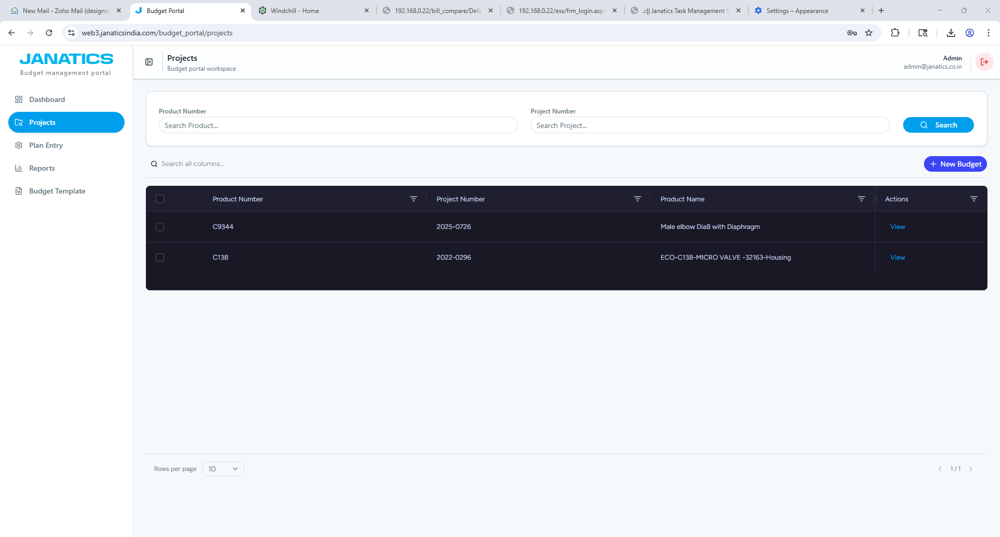 New Mail - Zoho Mail (designst
Budget Portal
Windchill - Home
192.168.0.22/bill_compare/Defa
192.168.0.22/ess/frm_login.aspx
.::|| Janatics Task Management S
Settings – Appearance
web3.janaticsindia.com/budget_portal/projects
JANATICS
Budget management portal
Projects
Budget portal workspace
Admin
admin@janatics.co.in
Dashboard
Projects
Plan Entry
Reports
Budget Template
Product Number
Project Number
Search Product...
Search Project...
Search
Search all columns...
New Budget
Product Number
Project Number
Product Name
Actions
C9344
2025-0726
Male elbow Dia8 with Diaphragm
View
C138
2022-0296
ECO-C138-MICRO VALVE -32163-Housing
View
Rows per page
10
1 / 1